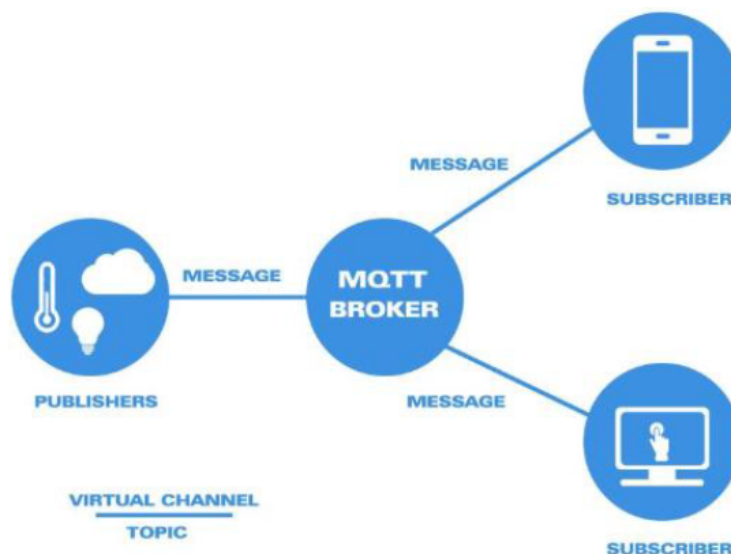 MESSAGE
SUBSCRIBER
MESSAGE
MQTT
BROKER
PUBLISHERS
MESSAGE
VIRTUAL CHANNEL
TOPIC
SUBSCRIBER